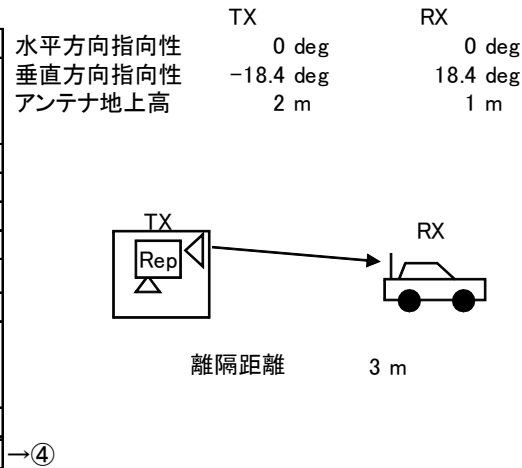 TX RX
水平方向指向性 0 deg 0 deg
垂直方向指向性 -18.4 deg 18.4 deg
アンテナ地上高 2 m 1 m
TX
RX
Rep
離隔距離 3 m
→④